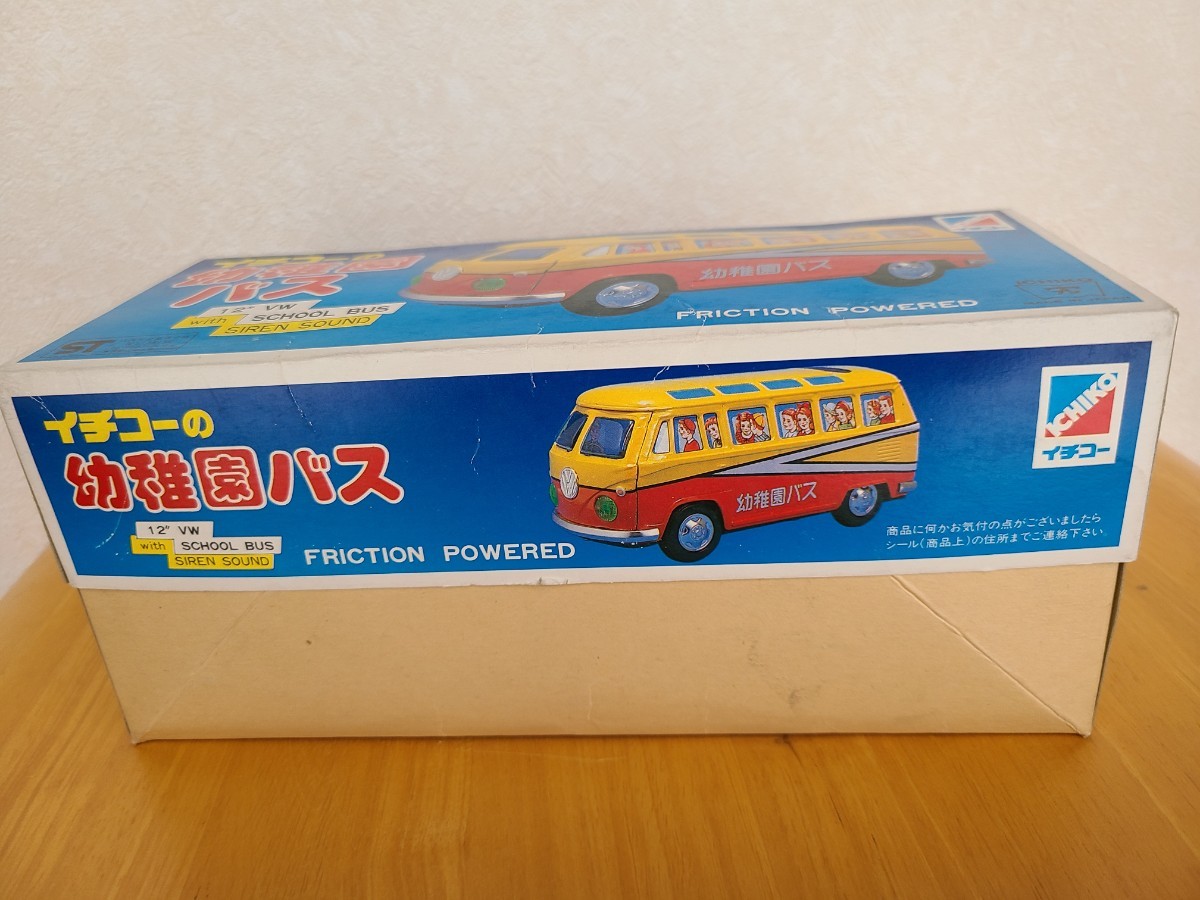 イチコーの
幼稚園
バス
12" VW
with SCHOOL BUS
SIREN SOUND
ST
幼稚園バス
FRICTION POWERED
イチコーの
幼稚園バス
12" VW
with SCHOOL BUS
SIREN SOUND
FRICTION POWERED
幼稚園バス
ICHIKO
イチコー
商品に何かお気付の点がございましたら
シール(商品上)の住所までご連絡下さい。